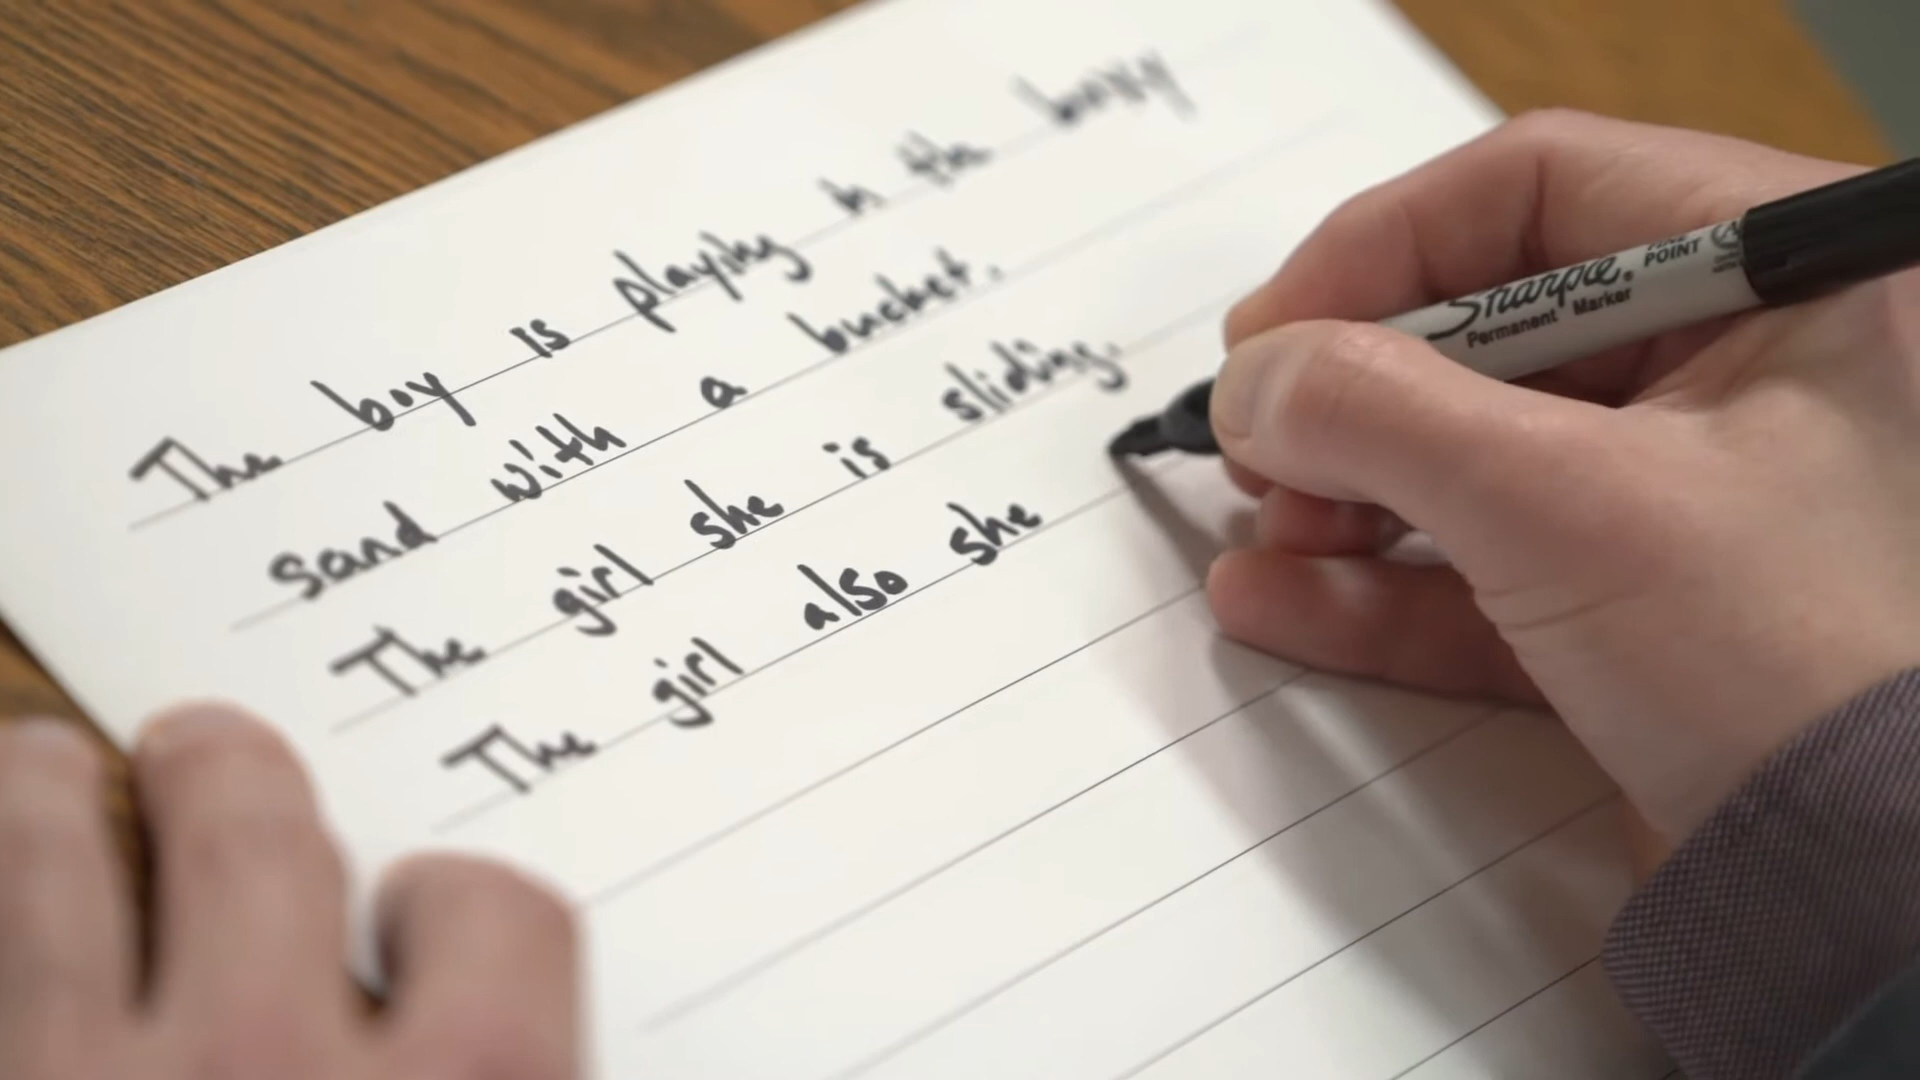 The boy is playing in the
sand with a bucket.
The girl she is sliding.
The girl also she
Sharpie®
Permanent Marker
FINE POINT